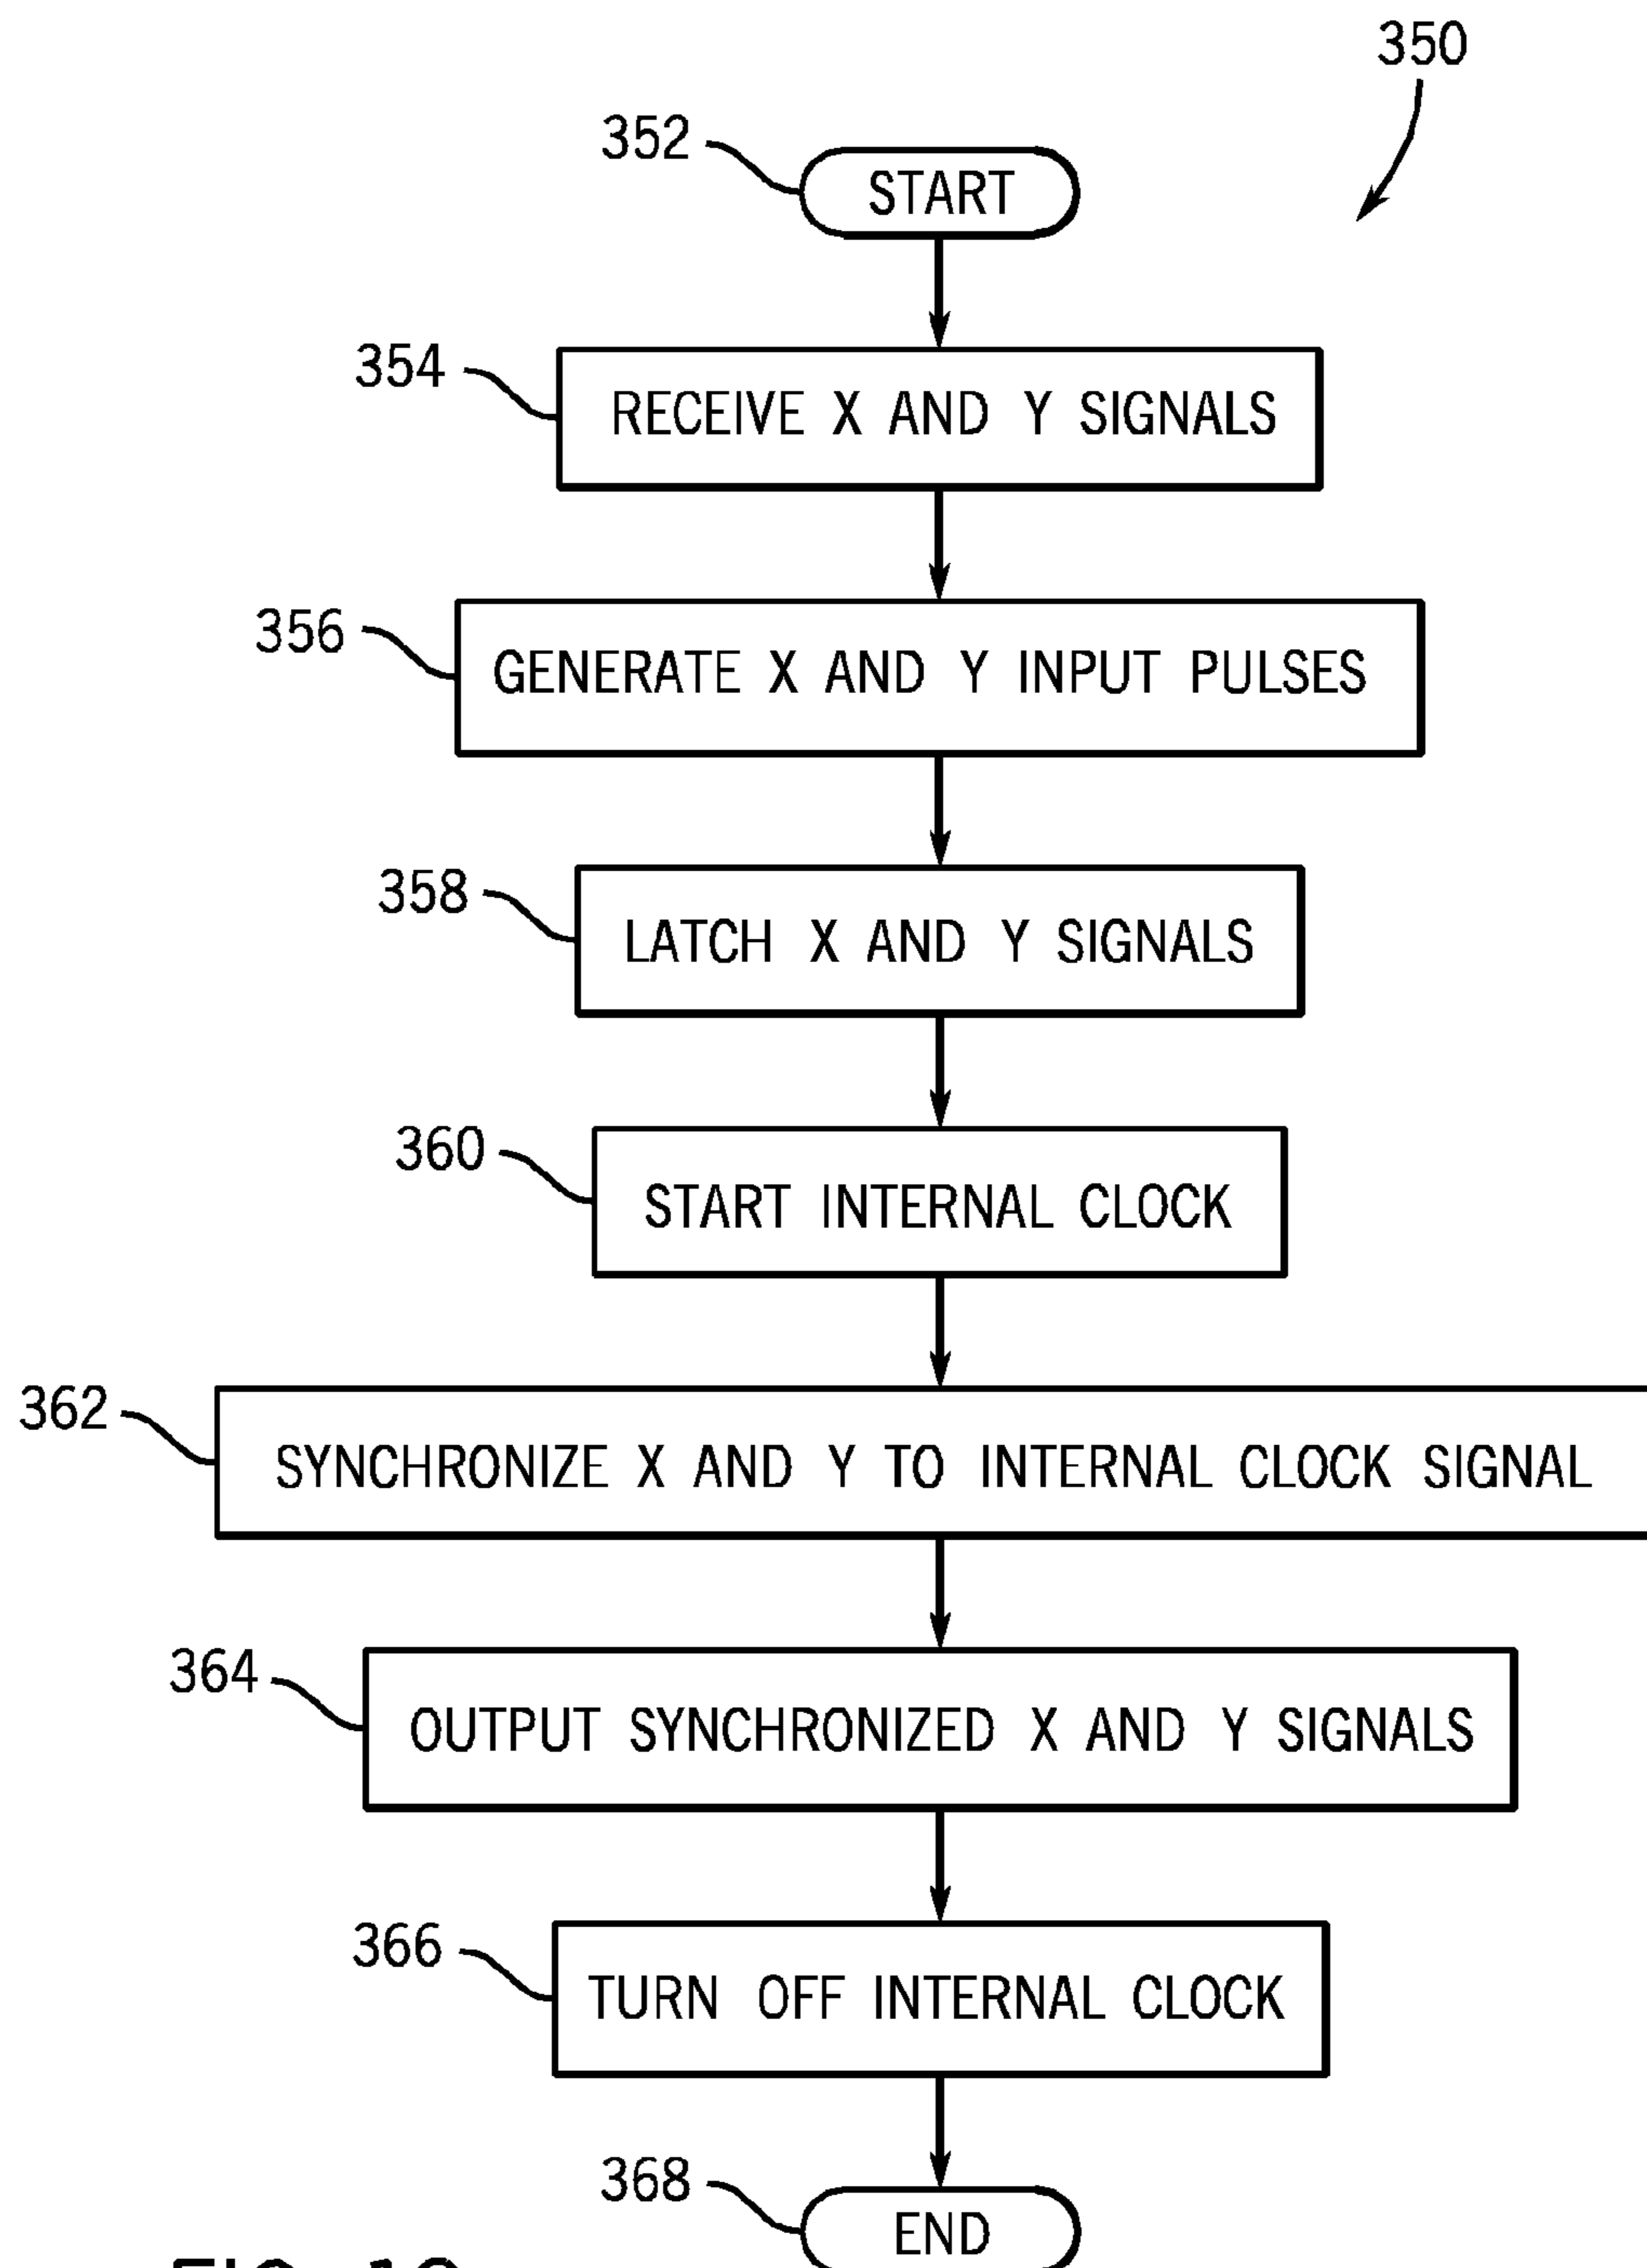 350
352
START
354
RECEIVE X AND Y SIGNALS
356
GENERATE X AND Y INPUT PULSES
358
LATCH X AND Y SIGNALS
360
START INTERNAL CLOCK
362
SYNCHRONIZE X AND Y TO INTERNAL CLOCK SIGNAL
364
OUTPUT SYNCHRONIZED X AND Y SIGNALS
366
TURN OFF INTERNAL CLOCK
368
END